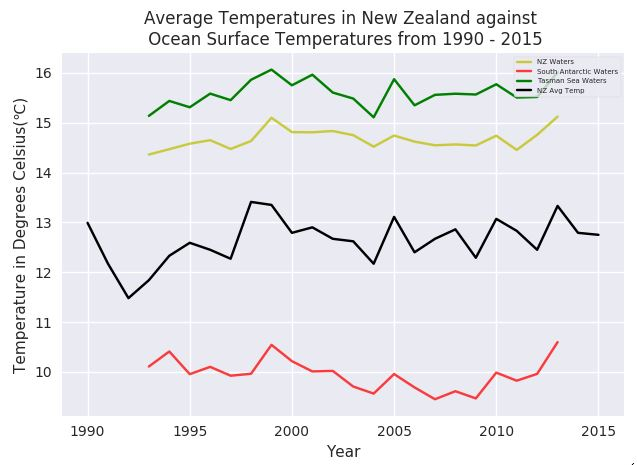 Average Temperatures in New Zealand against
Ocean Surface Temperatures from 1990 - 2015
NZ Waters
South Antarctic Waters
Tasman Sea Waters
NZ Avg Temp
Temperature in Degrees Celsius(°C)
16
15
14
13
12
11
10
1990 1995 2000 2005 2010 2015
Year